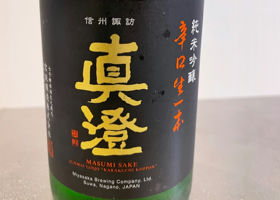 信州諏訪
純米吟醸
辛口生一本
真澄
MASUMI SAKE
JUNMAI GINJO "KARAKUCHI KIIPPON"
Miyasaka Brewing Company, Ltd.
Suwa, Nagano, JAPAN